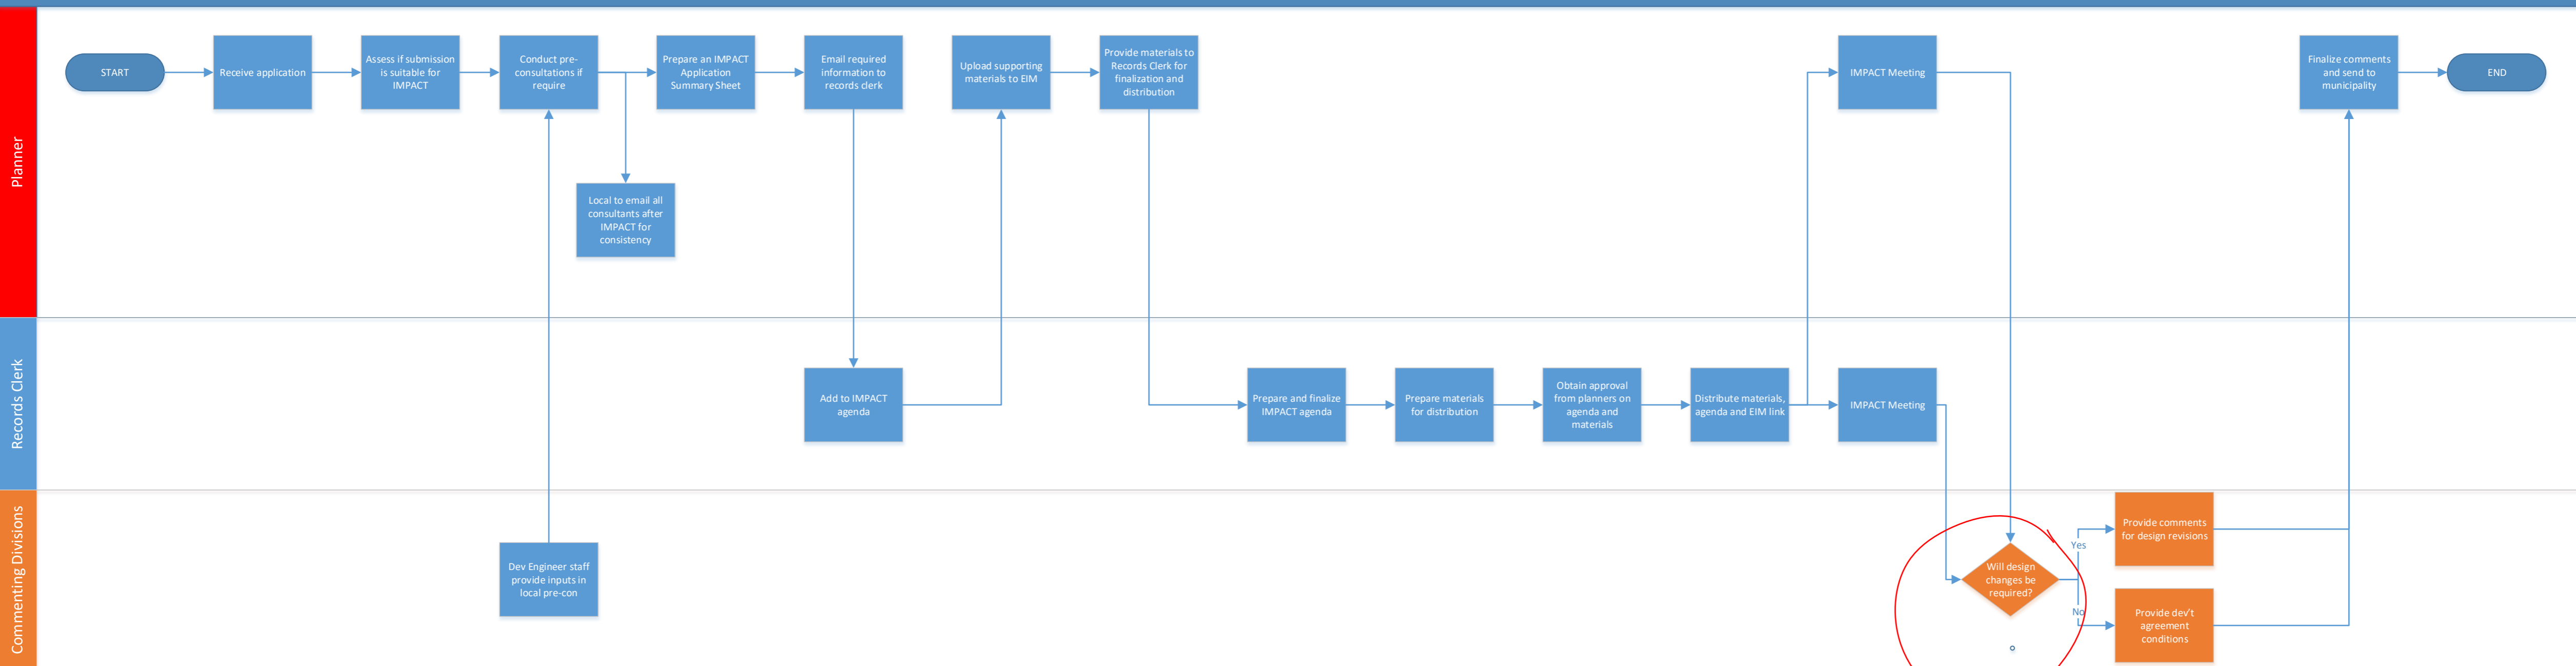 Planner
START
Receive application
Assess if submission
is suitable for
IMPACT
Conduct pre-
consultations if
require
Prepare an IMPACT
Application
Summary Sheet
Email required
information to
records clerk
Upload supporting
materials to EIM
Provide materials to
Records Clerk for
finalization and
distribution
IMPACT Meeting
Finalize comments
and send to
municipality
END
Local to email all
consultants after
IMPACT for
consistency
Records Clerk
Add to IMPACT
agenda
Prepare and finalize
IMPACT agenda
Prepare materials
for distribution
Obtain approval
from planners on
agenda and
materials
Distribute materials,
agenda and EIM link
IMPACT Meeting
Commenting Divisions
Dev Engineer staff
provide inputs in
local pre-con
Will design
changes be
required?
Yes
No
Provide comments
for design revisions
Provide dev't
agreement
conditions